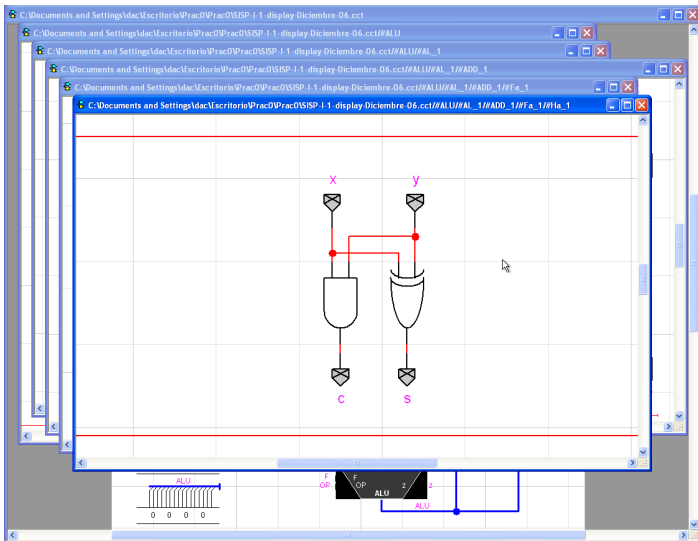 C:\Documents and Settings\dac\Escritorio\Prac0\Prac0\SISP-I-1-display-Diciembre-06.cct
C:\Documents and Settings\dac\Escritorio\Prac0\Prac0\SISP-I-1-display-Diciembre-06.cct/#ALU
C:\Documents and Settings\dac\Escritorio\Prac0\Prac0\SISP-I-1-display-Diciembre-06.cct/#ALU/#AL_1
C:\Documents and Settings\dac\Escritorio\Prac0\Prac0\SISP-I-1-display-Diciembre-06.cct/#ALU/#AL_1/#ADD_1
C:\Documents and Settings\dac\Escritorio\Prac0\Prac0\SISP-I-1-display-Diciembre-06.cct/#ALU/#AL_1/#ADD_1/#Fa_1
C:\Documents and Settings\dac\Escritorio\Prac0\Prac0\SISP-I-1-display-Diciembre-06.cct/#ALU/#AL_1/#ADD_1/#Fa_1/#Ha_1
x y
C S
ALU
0 0 0 0
F F
OP OP z z
ALU
ALU